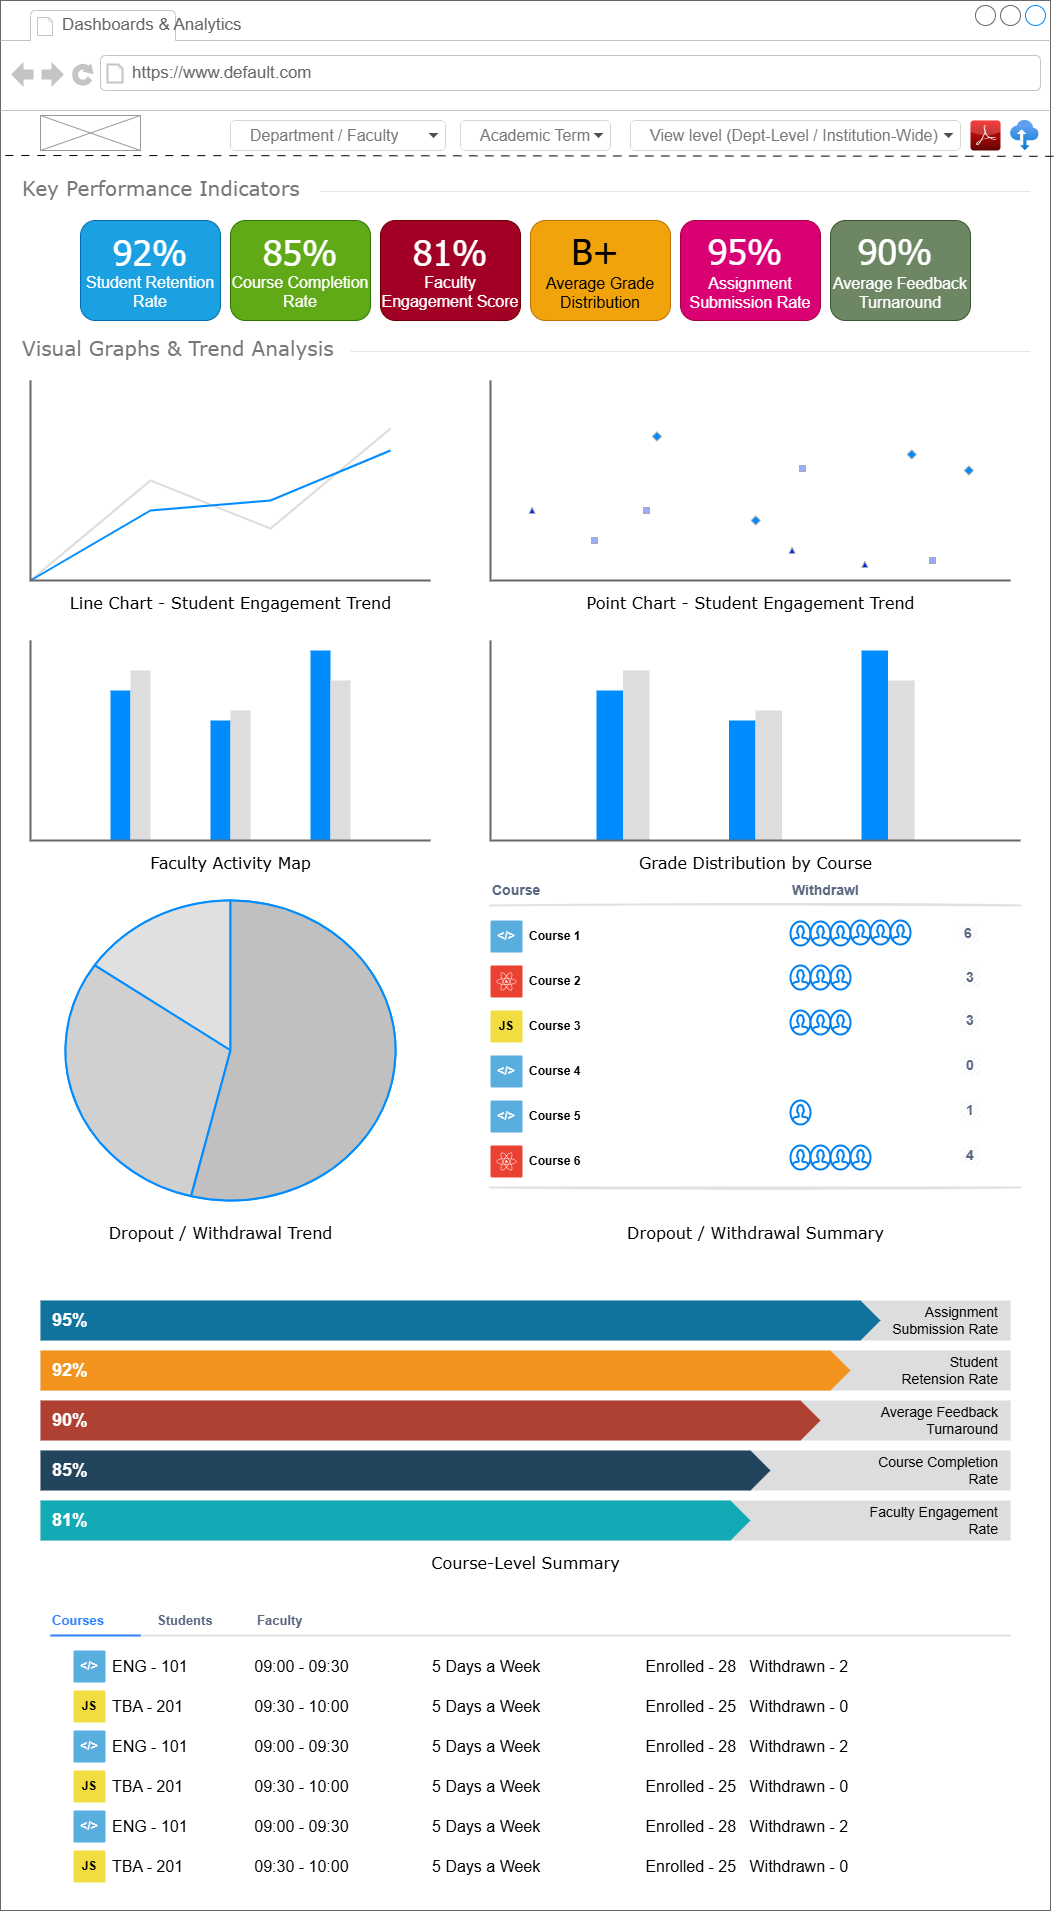 Dashboards & Analytics
https://www.default.com
Department / Faculty
Academic Term
View level (Dept-Level / Institution-Wide)
Key Performance Indicators
92%
Student Retention
Rate
85%
Course Completion
Rate
81%
Faculty
Engagement Score
B+
Average Grade
Distribution
95%
Assignment
Submission Rate
90%
Average Feedback
Turnaround
Visual Graphs & Trend Analysis
Line Chart - Student Engagement Trend
Point Chart - Student Engagement Trend
Faculty Activity Map
Grade Distribution by Course
Course Withdrawl
</> Course 1 6
Course 2 3
JS Course 3 3
</> Course 4 0
</> Course 5 1
Course 6 4
Dropout / Withdrawal Trend
Dropout / Withdrawal Summary
95%
Assignment
Submission Rate
92%
Student
Retension Rate
90%
Average Feedback
Turnaround
85%
Course Completion
Rate
81%
Faculty Engagement
Rate
Course-Level Summary
Courses Students Faculty
</> ENG - 101 09:00 - 09:30 5 Days a Week Enrolled - 28 Withdrawn - 2
JS TBA - 201 09:30 - 10:00 5 Days a Week Enrolled - 25 Withdrawn - 0
</> ENG - 101 09:00 - 09:30 5 Days a Week Enrolled - 28 Withdrawn - 2
JS TBA - 201 09:30 - 10:00 5 Days a Week Enrolled - 25 Withdrawn - 0
</> ENG - 101 09:00 - 09:30 5 Days a Week Enrolled - 28 Withdrawn - 2
JS TBA - 201 09:30 - 10:00 5 Days a Week Enrolled - 25 Withdrawn - 0